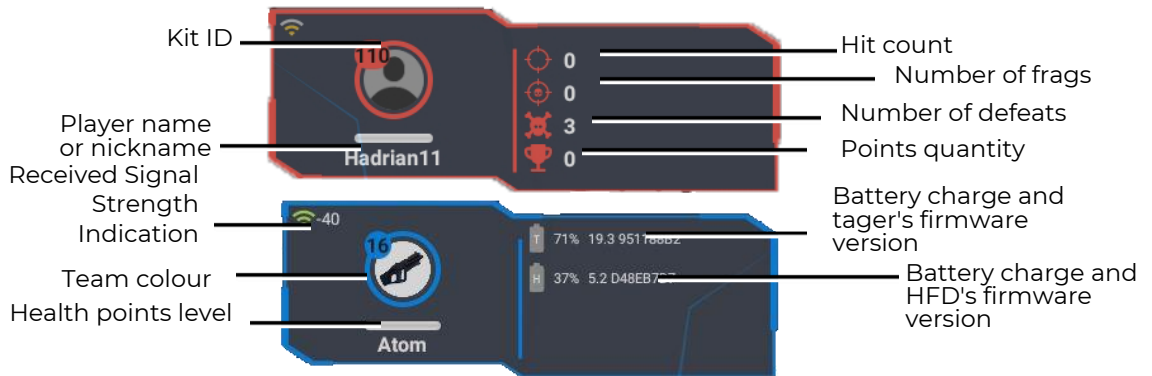 Kit ID
110
0
0
3
0
Hadrian11
Hit count
Number of frags
Number of defeats
Points quantity
Player name
or nickname
Received Signal
Strength
Indication
Team colour
Health points level
-40
16
Atom
T
71% 19.3
H
37% 5.2
Battery charge and
tager's firmware
version
Battery charge and
HFD's firmware
version